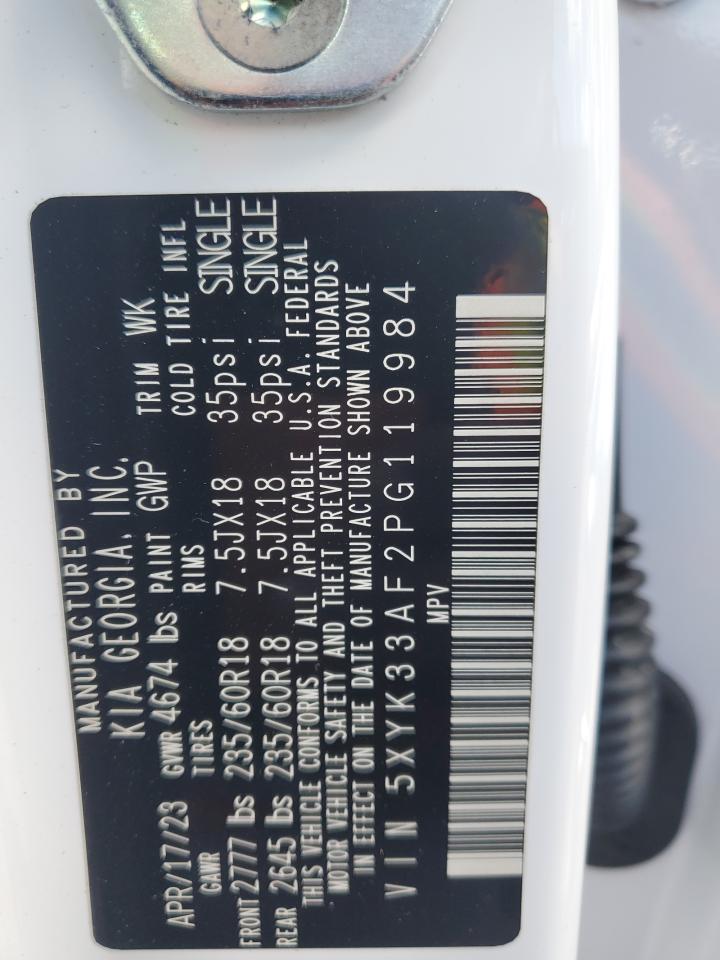 MANUFACTURED BY
KIA GEORGIA, INC.
APR/17/23 GVWR 4674 lbs PAINT GWP TRIM WK
GAWR TIRES RIMS COLD TIRE INFL
FRONT 2777 lbs 235/60R18 7.5JX18 35psi SINGLE
REAR 2645 lbs 235/60R18 7.5JX18 35psi SINGLE
THIS VEHICLE CONFORMS TO ALL APPLICABLE U.S.A. FEDERAL
MOTOR VEHICLE SAFETY AND THEFT PREVENTION STANDARDS
IN EFFECT ON THE DATE OF MANUFACTURE SHOWN ABOVE
VIN 5XYK33AF2PG119984
MPV